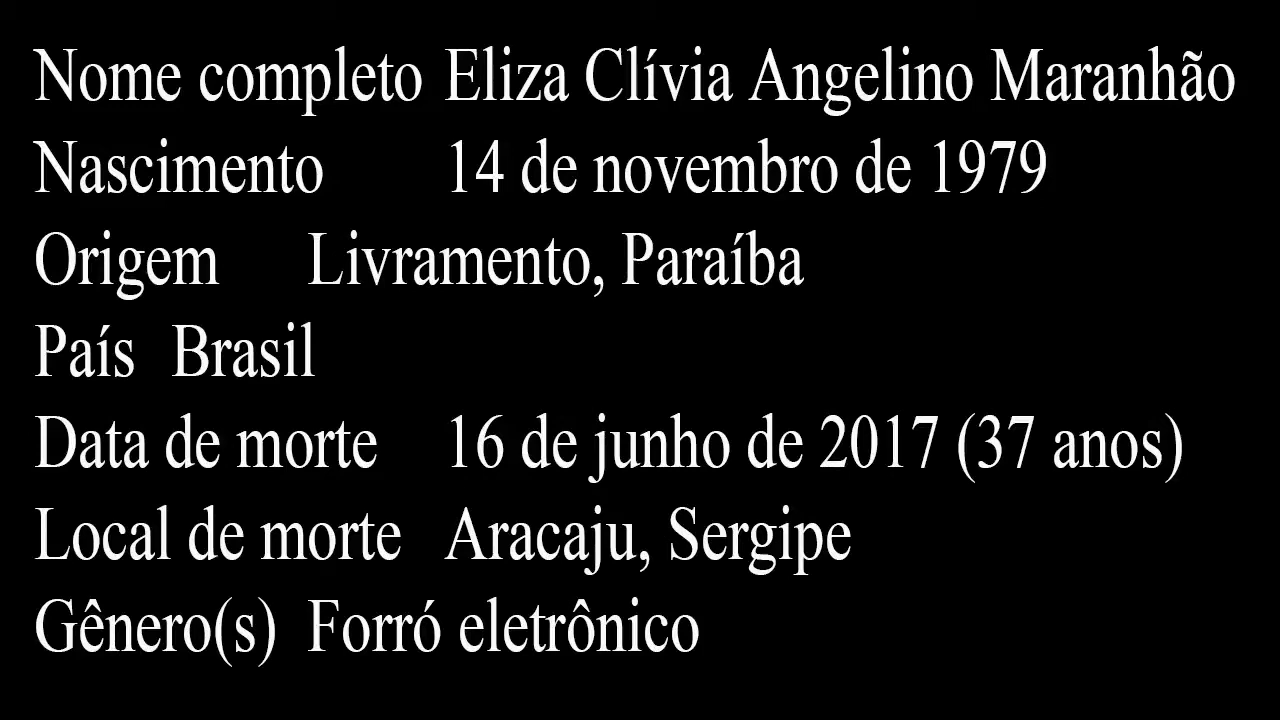 Nome completo Eliza Clívia Angelino Maranhão
Nascimento 14 de novembro de 1979
Origem Livramento, Paraíba
País Brasil
Data de morte 16 de junho de 2017 (37 anos)
Local de morte Aracaju, Sergipe
Gênero(s) Forró eletrônico